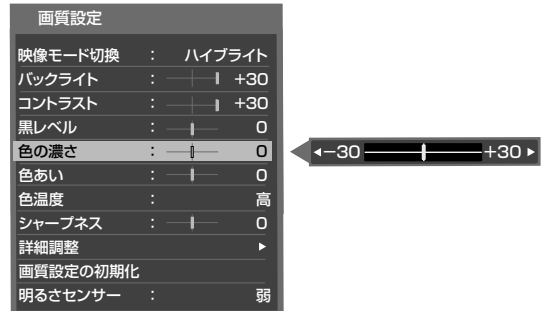 画質設定
映像モード切換 : ハイブライト
バックライト : +30
コントラスト : +30
黒レベル : 0
色の濃さ : 0
-30 +30
色あい : 0
色温度 : 高
シャープネス : 0
詳細調整
画質設定の初期化
明るさセンサー : 弱